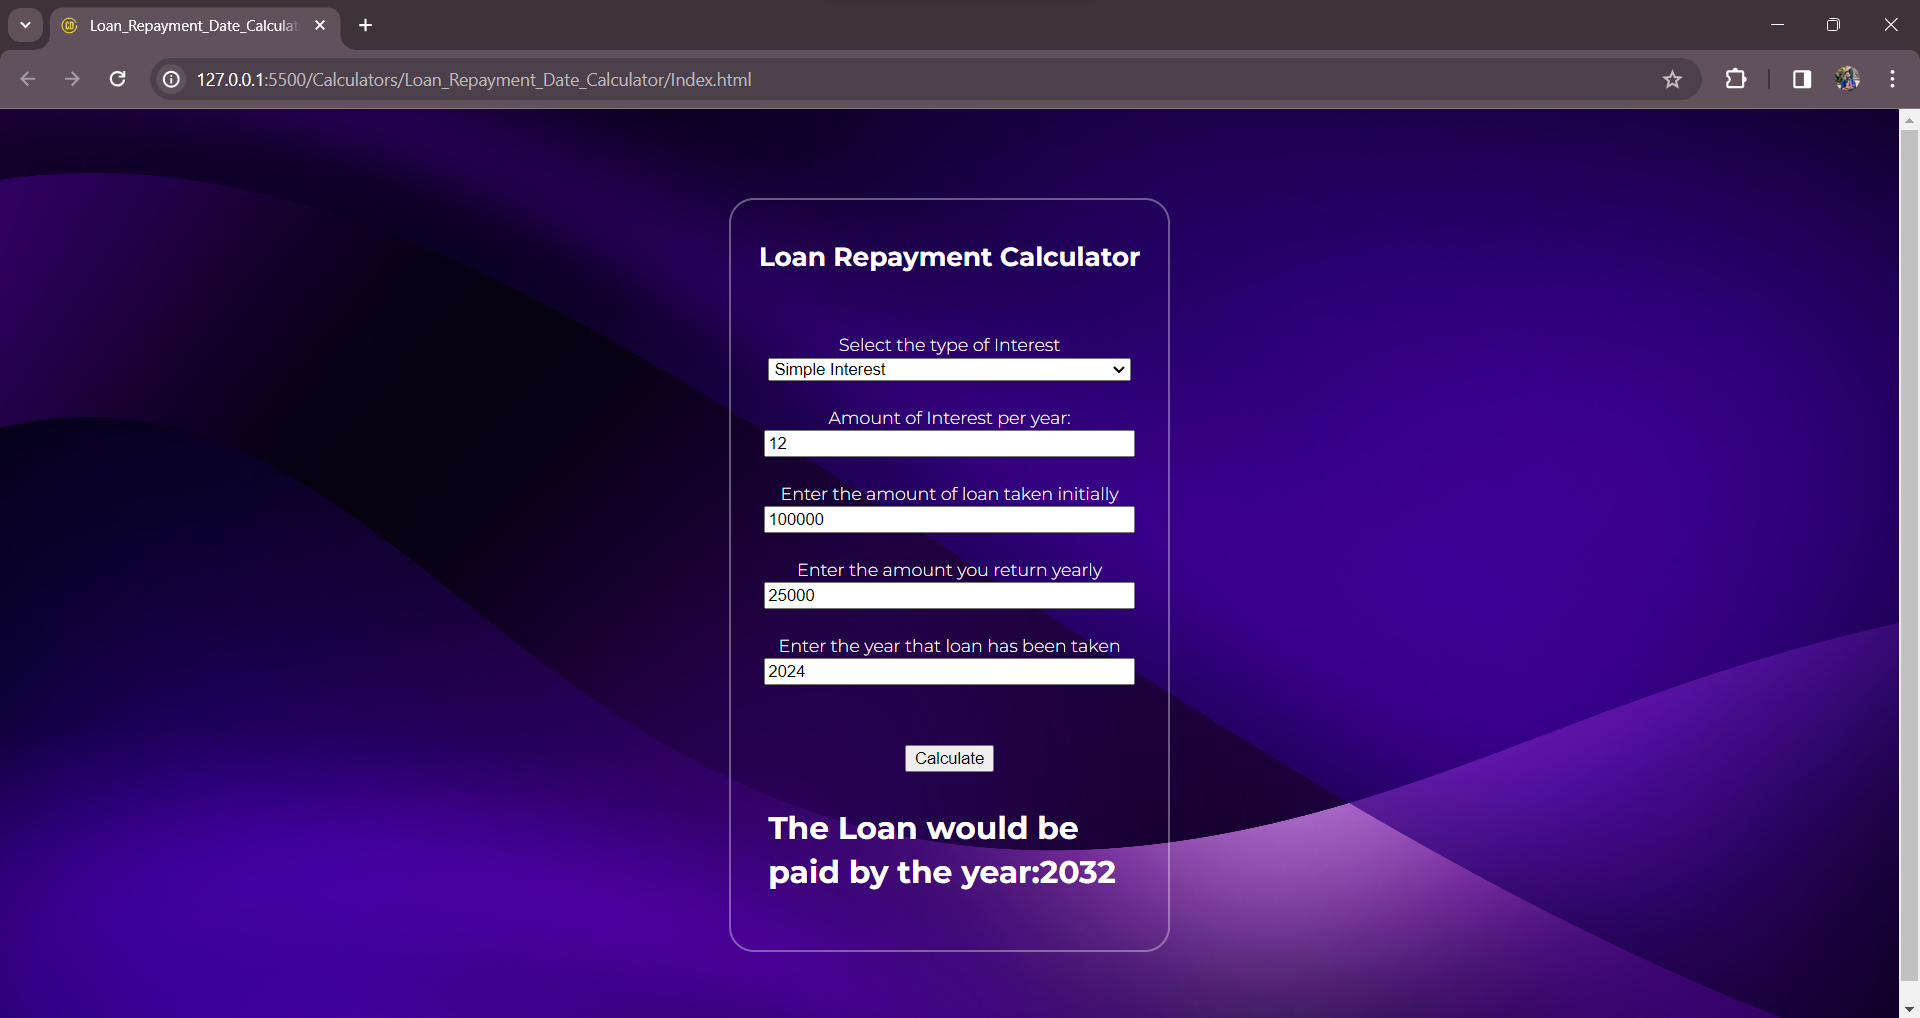 Loan_Repayment_Date_Calculat
127.0.0.1:5500/Calculators/Loan_Repayment_Date_Calculator/Index.html
Loan Repayment Calculator
Select the type of Interest
Simple Interest
Amount of Interest per year:
12
Enter the amount of loan taken initially
100000
Enter the amount you return yearly
25000
Enter the year that loan has been taken
2024
Calculate
The Loan would be
paid by the year:2032